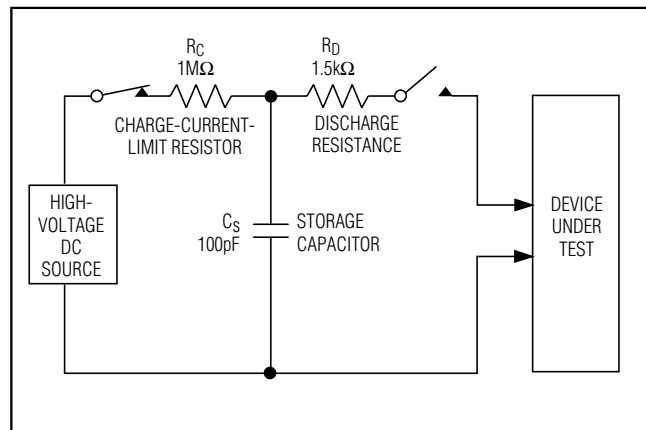 R_C
1MΩ
CHARGE-CURRENT-
LIMIT RESISTOR
R_D
1.5kΩ
DISCHARGE
RESISTANCE
HIGH-
VOLTAGE
DC
SOURCE
C_S
100pF
STORAGE
CAPACITOR
DEVICE
UNDER
TEST